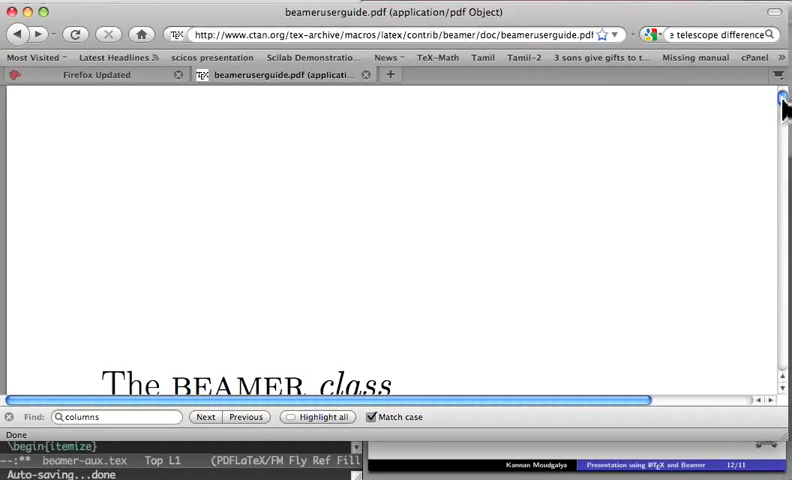 beameruserguide.pdf (application/pdf Object)
http://www.ctan.org/tex-archive/macros/latex/contrib/beamer/doc/beameruserguide.pdf
e telescope difference
Most Visited Latest Headlines scicos presentation Scilab Demonstratio... News TeX-Math Tamil Tamil-2 3 sons give gifts to t... Missing manual cPanel »
Firefox Updated beameruserguide.pdf (applicati... +
The BEAMER class
Find: columns Next Previous Highlight all Match case
Done
\begin{itemize}
--:** beamer-aux.tex Top L1 (PDFLaTeX/FM Fly Ref Fill
Auto-saving...done
Kannan Moudgalya Presentation using LATEX and Beamer 12/11